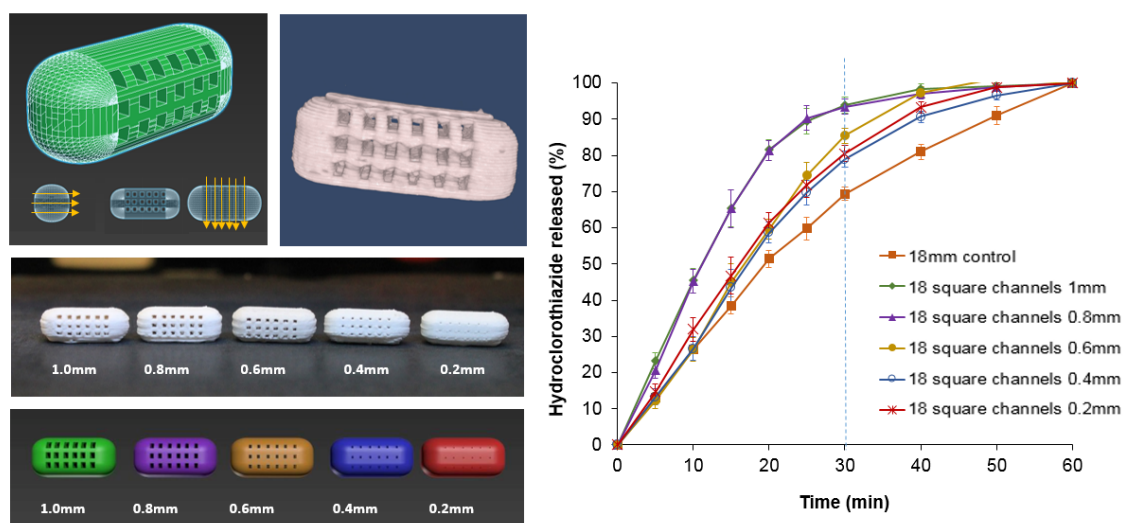 1.0mm 0.8mm 0.6mm 0.4mm 0.2mm
1.0mm 0.8mm 0.6mm 0.4mm 0.2mm
Hydroclorothiazide released (%)
100
90
80
70
60
50
40
30
20
10
0
18mm control
18 square channels 1mm
18 square channels 0.8mm
18 square channels 0.6mm
18 square channels 0.4mm
18 square channels 0.2mm
0 10 20 30 40 50 60
Time (min)